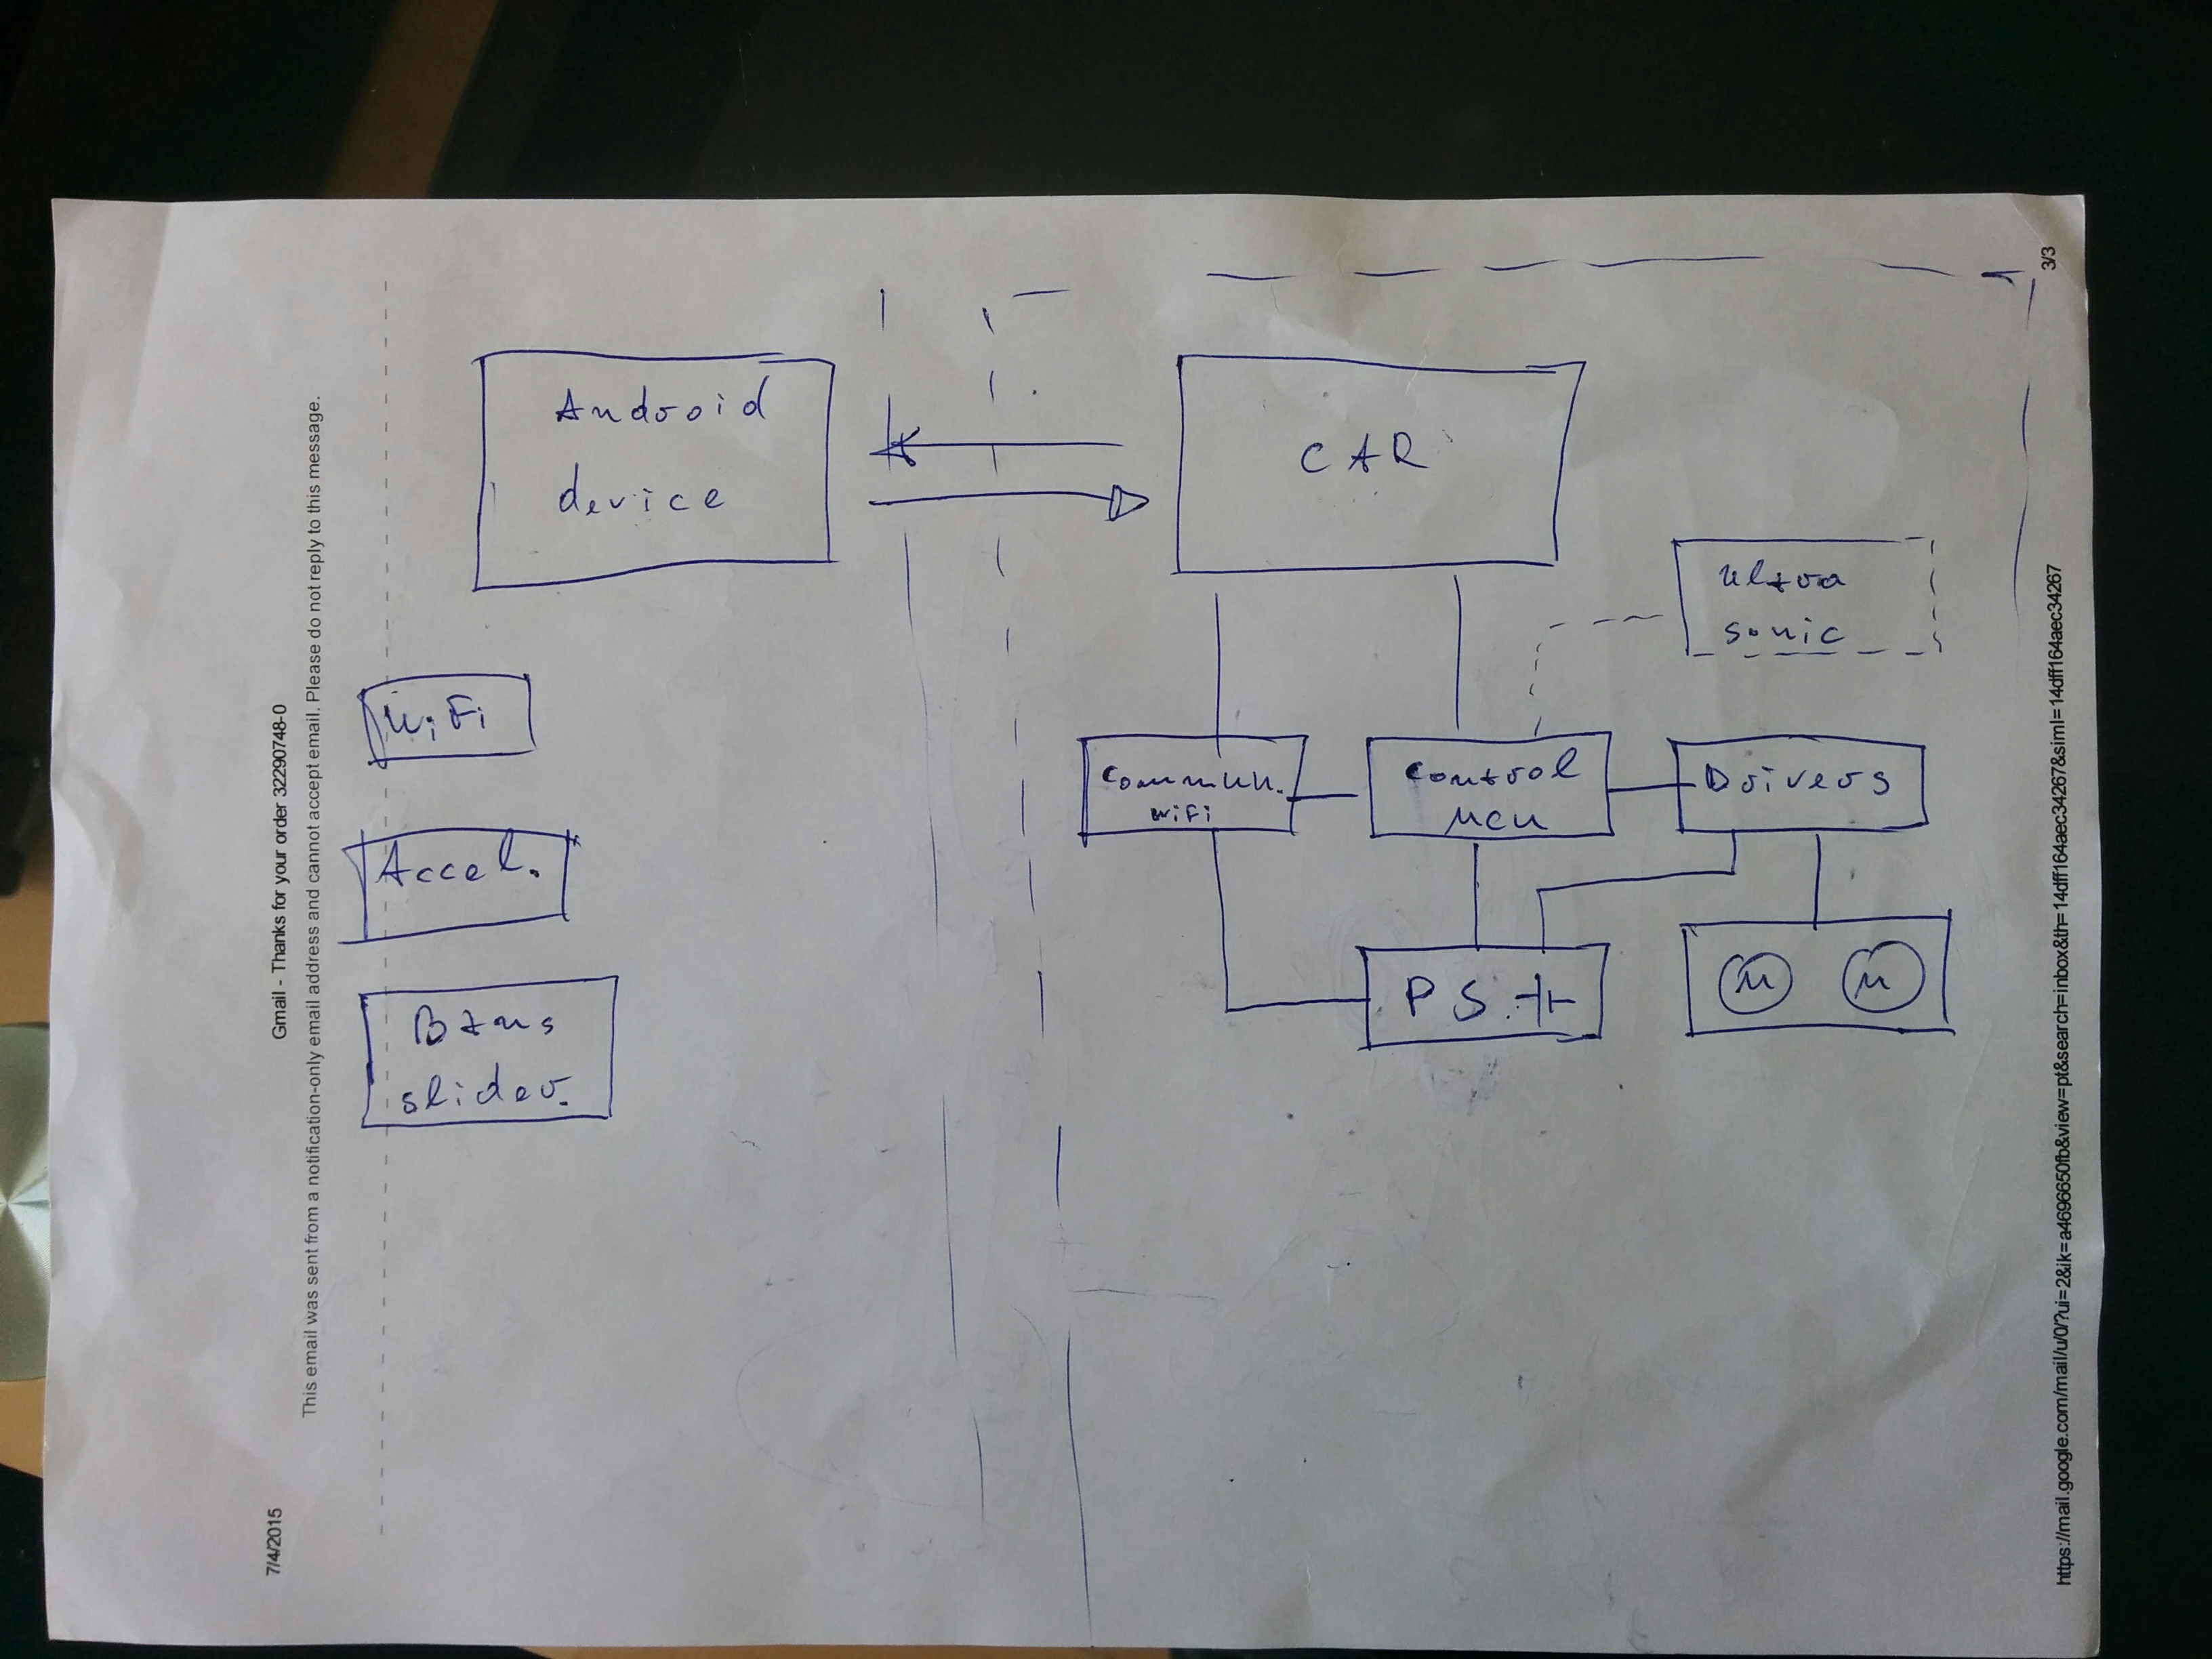 Android
device
CAR
Ultra
sonic
WiFi
Commun.
WiFi
Control
MCU
Drivers
Accel.
PS
M M
Btns
slider.
7/4/2015
Gmail - Thanks for your order 32290748-0
This email was sent from a notification-only email address and cannot accept email. Please do not reply to this message.
https://mail.google.com/mail/u/0/?ui=2&ik=a4696650fb&view=pt&search=inbox&th=14dff164aec34267&siml=14dff164aec34267
3/3